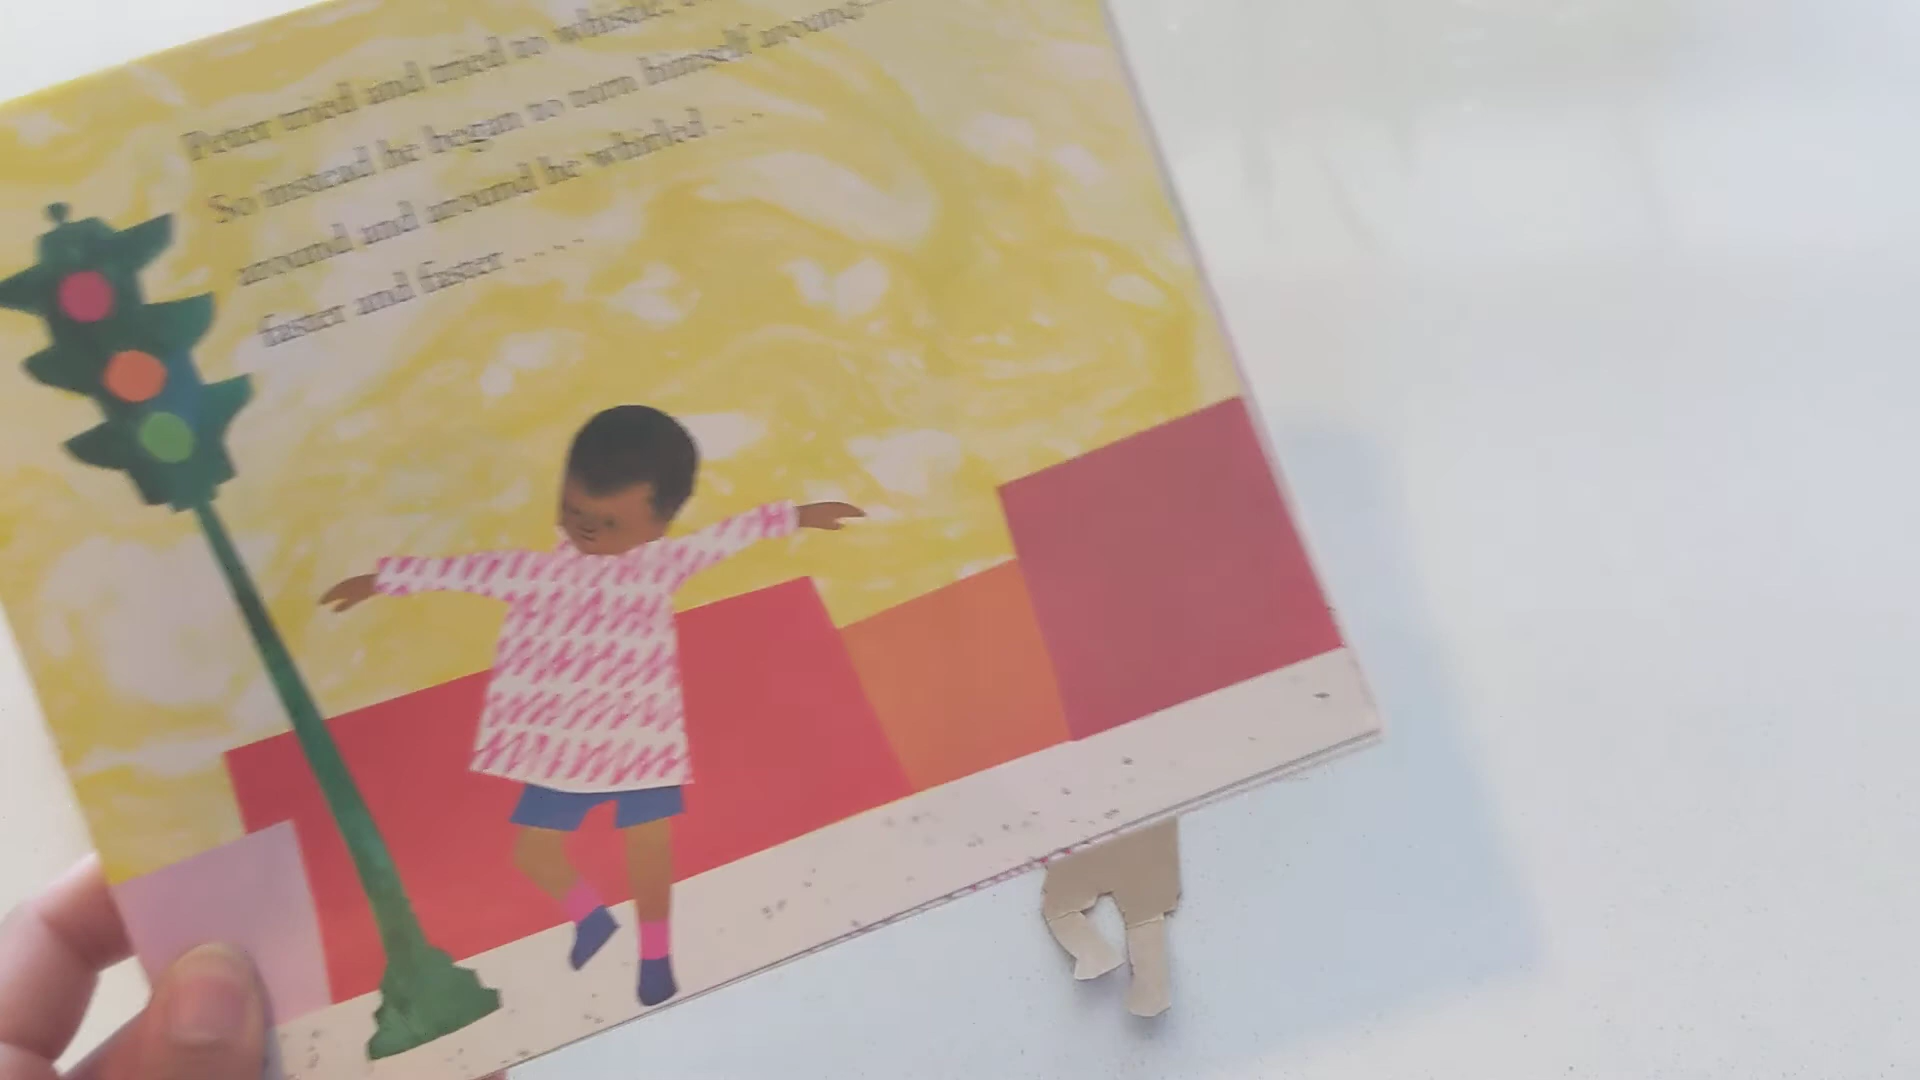 Peter tried and tried to whistle,
So instead he began to turn himself around—
around and around he whirled . . .
faster and faster . . . .